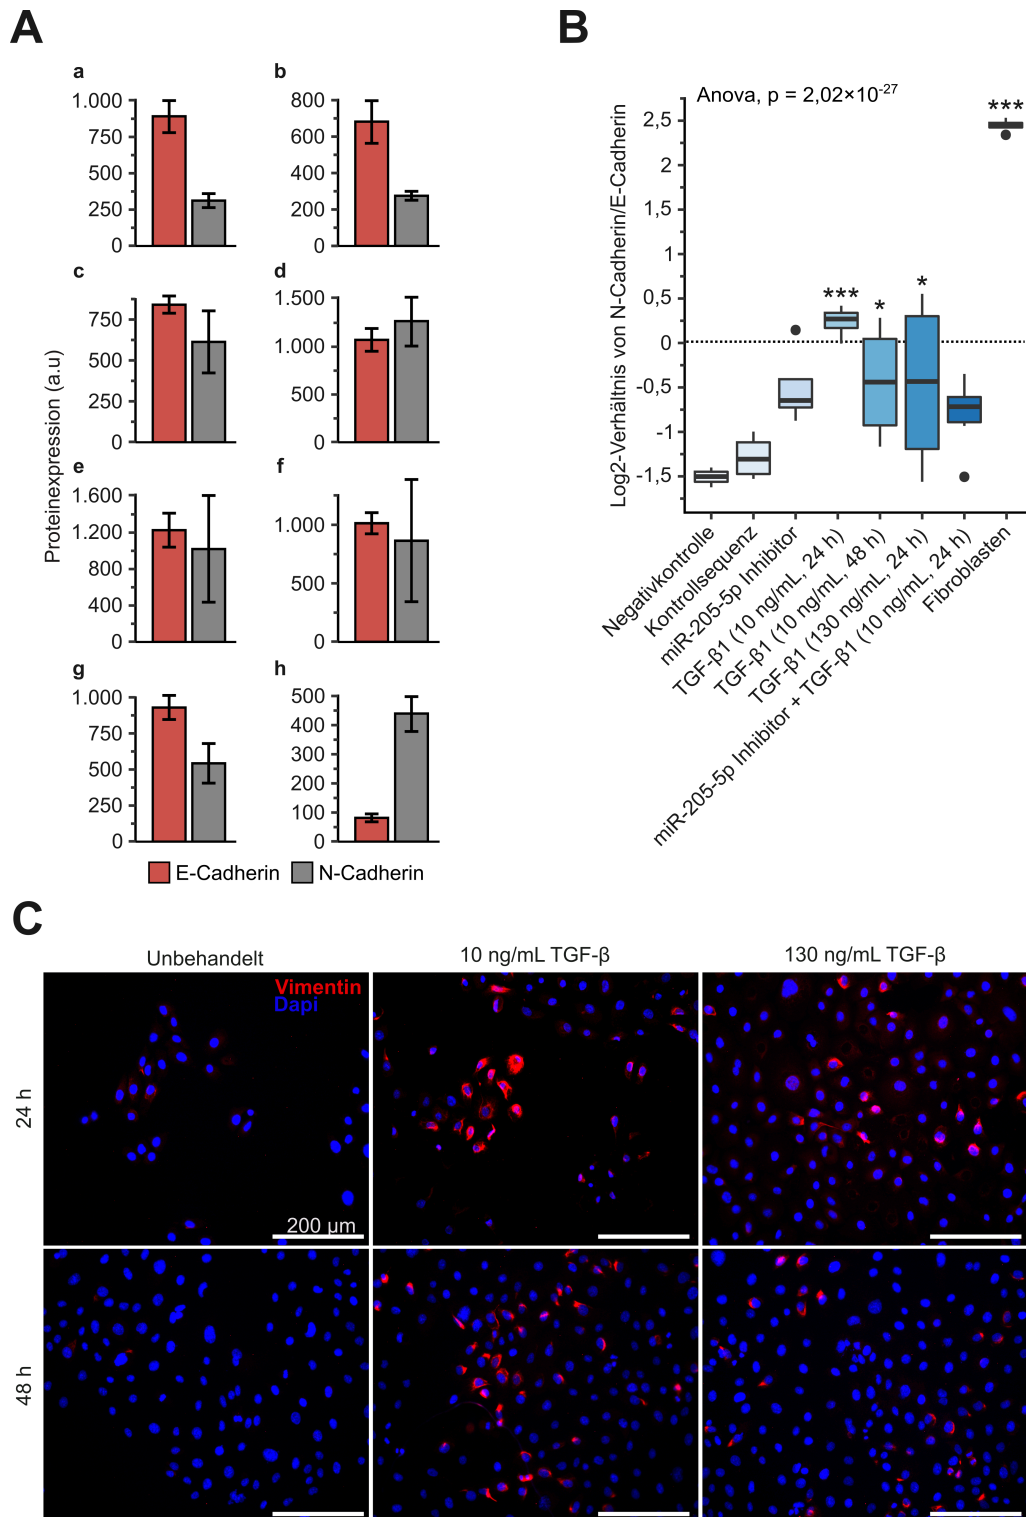 A
B
a
b
1.000
750
500
250
0
800
600
400
200
0
c
d
750
500
250
0
1.500
1.000
500
0
e
f
1.600
1.200
800
400
0
1.000
500
0
g
h
1.000
750
500
250
0
500
400
300
200
100
0
Proteinexpression (a.u)
E-Cadherin
N-Cadherin
Anova, p = 2,02×10⁻²⁷
Log2-Verhältnis von N-Cadherin/E-Cadherin
2,5
2
1,5
1
0,5
0
-0,5
-1
-1,5
***
*
*
***
Negativkontrolle
Kontrollsequenz
miR-205-5p Inhibitor
TGF-β1 (10 ng/mL, 24 h)
TGF-β1 (10 ng/mL, 48 h)
TGF-β1 (130 ng/mL, 24 h)
miR-205-5p Inhibitor + TGF-β1 (10 ng/mL, 24 h)
Fibroblasten
C
Unbehandelt
10 ng/mL TGF-β
130 ng/mL TGF-β
Vimentin
Dapi
24 h
200 µm
48 h